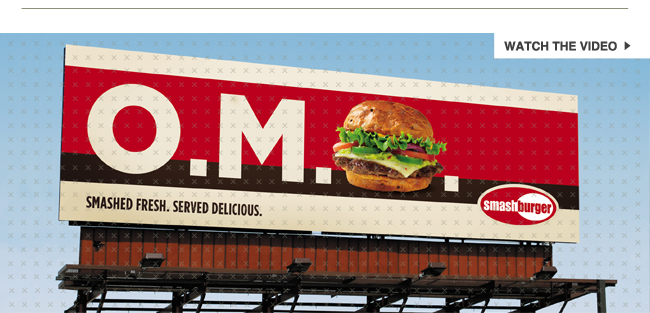 WATCH THE VIDEO
O.M. .
SMASHED FRESH. SERVED DELICIOUS.
smashburger